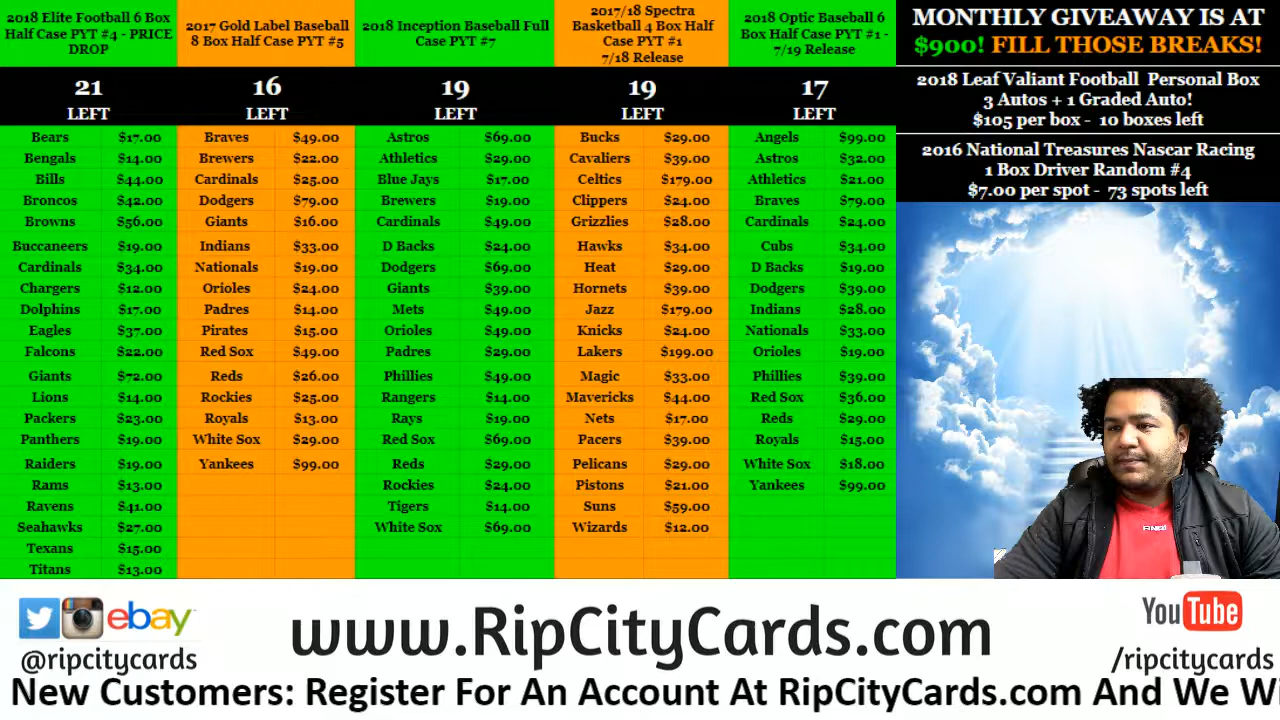 2018 Elite Football 6 Box
Half Case PYT #4 - PRICE
DROP
21
LEFT
Bears $17.00
Bengals $14.00
Bills $44.00
Broncos $42.00
Browns $56.00
Buccaneers $19.00
Cardinals $34.00
Chargers $12.00
Dolphins $17.00
Eagles $37.00
Falcons $22.00
Giants $72.00
Lions $14.00
Packers $23.00
Panthers $19.00
Raiders $19.00
Rams $13.00
Ravens $41.00
Seahawks $27.00
Texans $15.00
Titans $13.00
2017 Gold Label Baseball
8 Box Half Case PYT #5
16
LEFT
Braves $49.00
Brewers $22.00
Cardinals $25.00
Dodgers $79.00
Giants $16.00
Indians $33.00
Nationals $19.00
Orioles $24.00
Padres $14.00
Pirates $15.00
Red Sox $49.00
Reds $26.00
Rockies $25.00
Royals $13.00
White Sox $29.00
Yankees $99.00
2018 Inception Baseball Full
Case PYT #7
19
LEFT
Astros $69.00
Athletics $29.00
Blue Jays $17.00
Brewers $19.00
Cardinals $49.00
D Backs $24.00
Dodgers $69.00
Giants $39.00
Mets $49.00
Orioles $49.00
Padres $29.00
Phillies $49.00
Rangers $14.00
Rays $19.00
Red Sox $69.00
Reds $29.00
Rockies $24.00
Tigers $14.00
White Sox $69.00
2017/18 Spectra
Basketball 4 Box Half
Case PYT #1
7/18 Release
19
LEFT
Bucks $29.00
Cavaliers $39.00
Celtics $179.00
Clippers $24.00
Grizzlies $28.00
Hawks $34.00
Heat $29.00
Hornets $39.00
Jazz $179.00
Knicks $24.00
Lakers $199.00
Magic $33.00
Mavericks $44.00
Nets $17.00
Pacers $39.00
Pelicans $29.00
Pistons $21.00
Suns $59.00
Wizards $12.00
2018 Optic Baseball 6
Box Half Case PYT #1 -
7/19 Release
17
LEFT
Angels $99.00
Astros $32.00
Athletics $21.00
Braves $79.00
Cardinals $24.00
Cubs $34.00
D Backs $19.00
Dodgers $39.00
Indians $28.00
Nationals $33.00
Orioles $19.00
Phillies $39.00
Red Sox $36.00
Reds $29.00
Royals $15.00
White Sox $18.00
Yankees $99.00
MONTHLY GIVEAWAY IS AT
$900! FILL THOSE BREAKS!
2018 Leaf Valiant Football Personal Box
3 Autos + 1 Graded Auto!
$105 per box - 10 boxes left
2016 National Treasures Nascar Racing
1 Box Driver Random #4
$7.00 per spot - 73 spots left
ebay
@ripcitycards
www.RipCityCards.com
YouTube
/ripcitycards
New Customers: Register For An Account At RipCityCards.com And We Wi